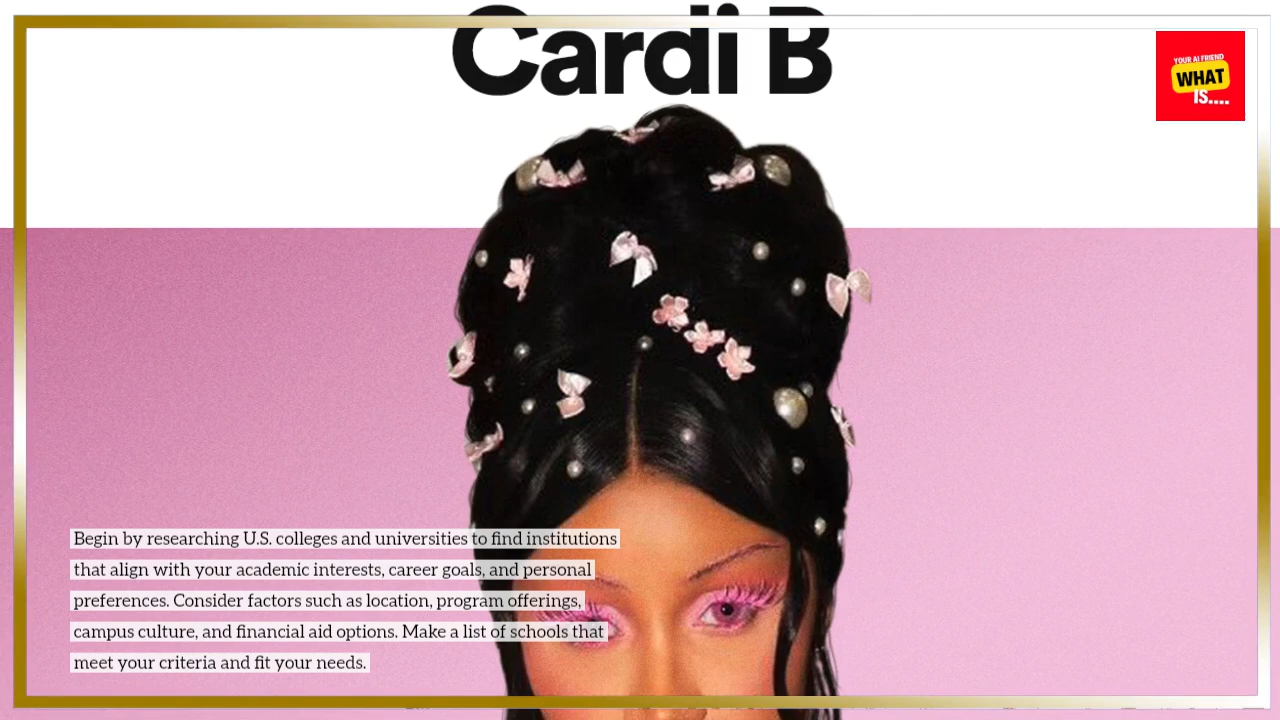 Cardi B
YOUR AI FRIEND
WHAT
IS....
Begin by researching U.S. colleges and universities to find institutions
that align with your academic interests, career goals, and personal
preferences. Consider factors such as location, program offerings,
campus culture, and financial aid options. Make a list of schools that
meet your criteria and fit your needs.